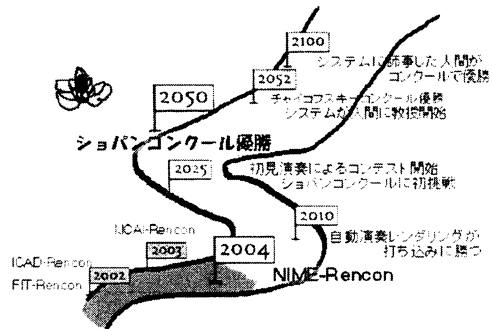 2100
システムに師事した人間が
コンクールで優勝
2052
チャイコフスキーコンクール優勝
システムが人間に教授開始
2050
ショパンコンクール優勝
2025
初見演奏によるコンテスト開始
ショパンコンクールに初挑戦
2010
自動演奏レンダリングが
打ち込みに勝つ
IJCAI-Rencon
2003
2004
NIME-Rencon
ICAD-Rencon
2002
FIT-Rencon